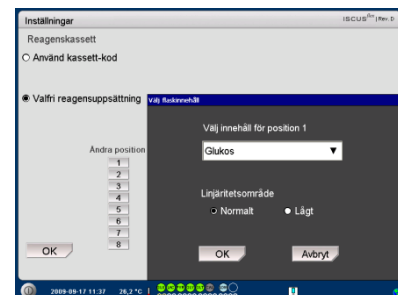 Inställningar
ISCUSflex | Rev. D
Reagenskassett
Använd kassett-kod
Valfri reagensuppsättning
Välj flaskinnehåll
Välj innehåll för position 1
Glukos
Ändra position
1
2
3
4
5
6
7
8
Linjäritetsområde
Normalt
Lågt
OK
OK
Avbryt
2009-09-17 11:37
26,2 °C